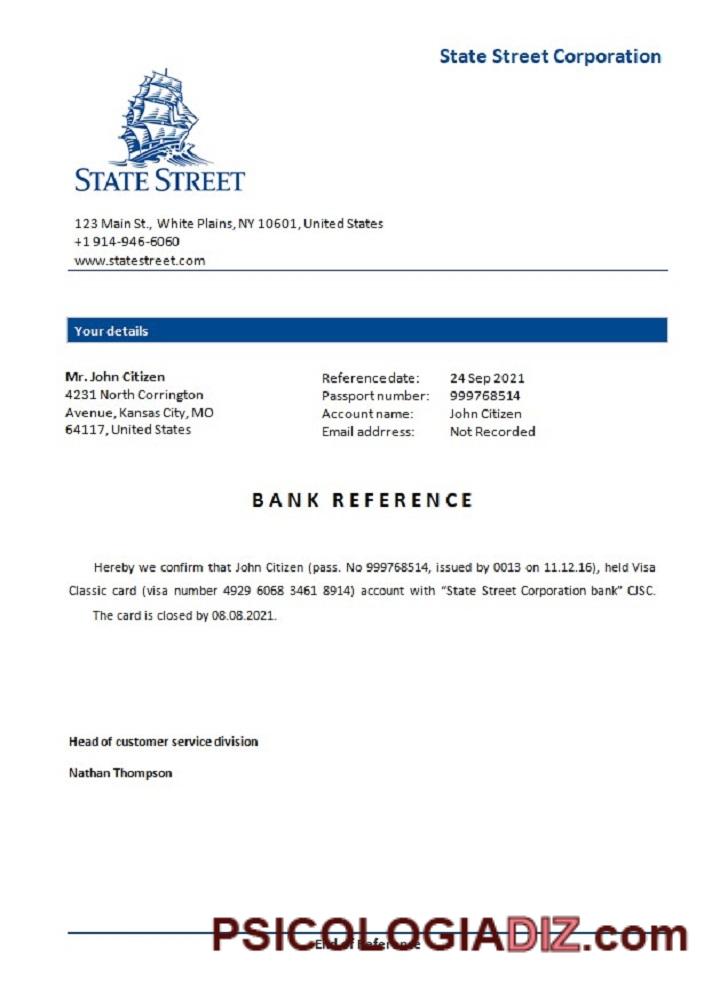 State Street Corporation
STATE STREET
123 Main St., White Plains, NY 10601, United States
+1 914-946-6060
www.statestreet.com
Your details
Mr. John Citizen
4231 North Corrington
Avenue, Kansas City, MO
64117, United States
Reference date: 24 Sep 2021
Passport number: 999768514
Account name: John Citizen
Email addrress: Not Recorded
BANK REFERENCE
Hereby we confirm that John Citizen (pass. No 999768514, issued by 0013 on 11.12.16), held Visa
Classic card (visa number 4929 6068 3461 8914) account with “State Street Corporation bank” CJSC.
The card is closed by 08.08.2021.
Head of customer service division
Nathan Thompson
End of Reference
PSICOLOGIADIZ.com